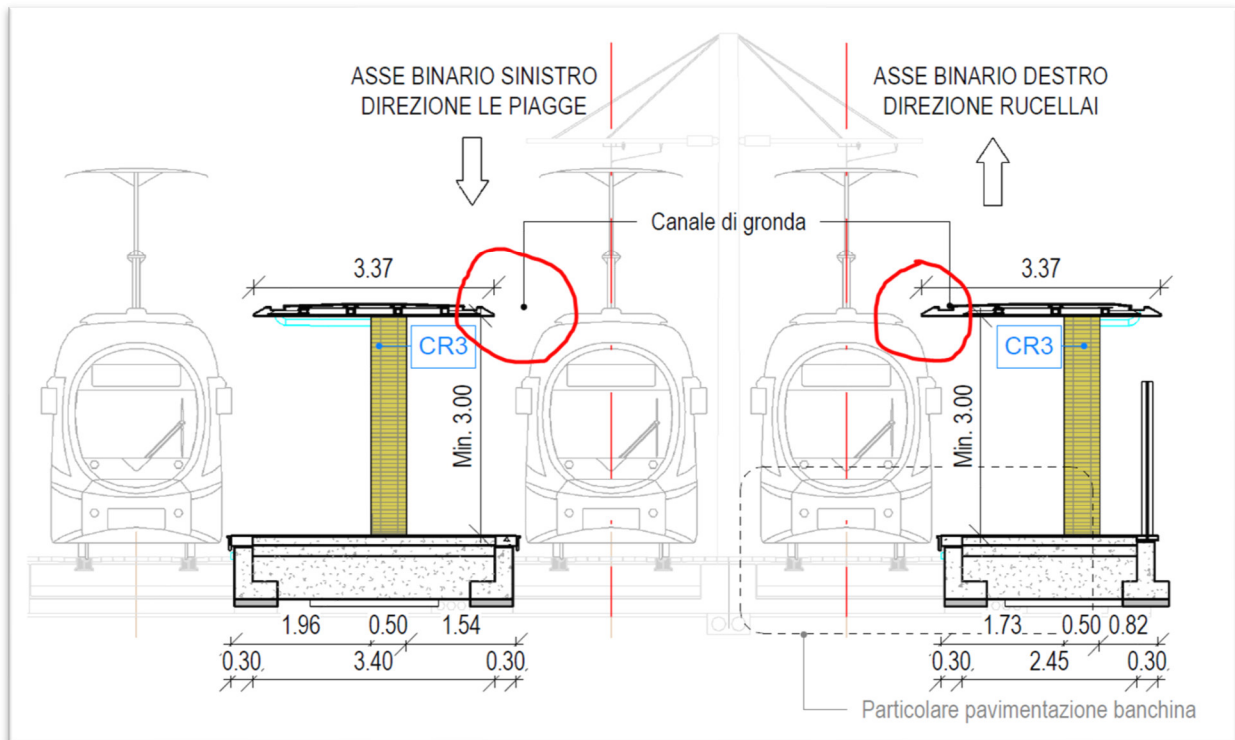 ASSE BINARIO SINISTRO
DIREZIONE LE PIAGGE
ASSE BINARIO DESTRO
DIREZIONE RUCELLAI
Canale di gronda
3.37
3.37
CR3
CR3
Min. 3.00
Min. 3.00
1.96 0.50 1.54
1.73 0.50 0.82
0.30 3.40 0.30
0.30 2.45 0.30
Particolare pavimentazione banchina